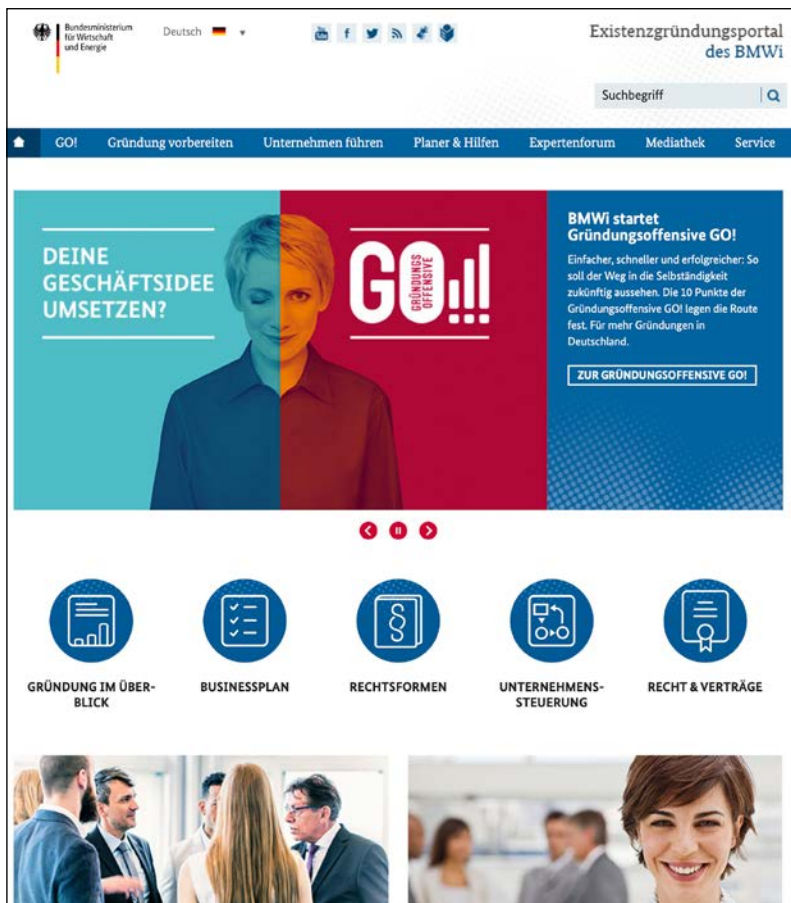 Bundesministerium
für Wirtschaft
und Energie
Deutsch
You
Tube
Existenzgründungsportal
des BMWi
Suchbegriff
GO! Gründung vorbereiten Unternehmen führen Planer & Hilfen Expertenforum Mediathek Service
DEINE
GESCHÄFTSIDEE
UMSETZEN?
GO!!!
GRÜNDUNGS
OFFENSIVE
BMWi startet
Gründungsoffensive GO!
Einfacher, schneller und erfolgreicher: So
soll der Weg in die Selbständigkeit
zukünftig aussehen. Die 10 Punkte der
Gründungsoffensive GO! legen die Route
fest. Für mehr Gründungen in
Deutschland.
ZUR GRÜNDUNGSOFFENSIVE GO!
GRÜNDUNG IM ÜBER-
BLICK
BUSINESSPLAN
§
RECHTSFORMEN
UNTERNEHMENS-
STEUERUNG
RECHT & VERTRÄGE